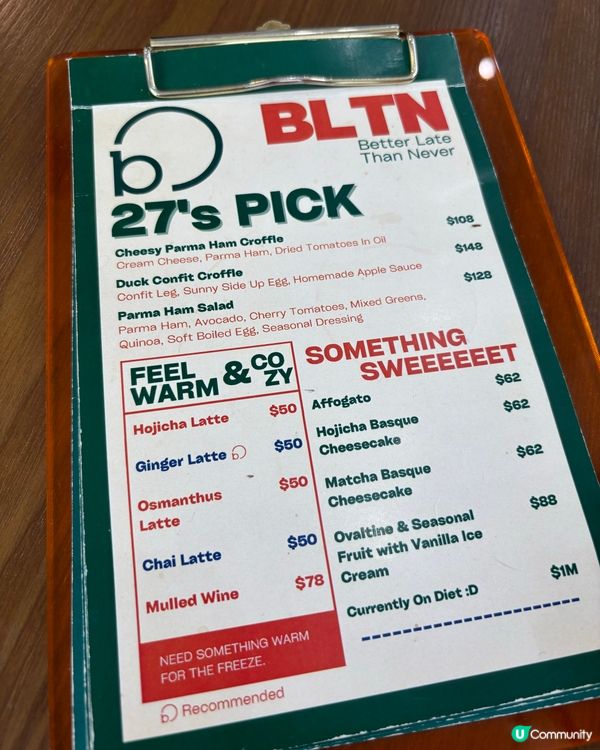 b
BLTN
Better Late
Than Never
27's PICK
Cheesy Parma Ham Croffle $108
Cream Cheese, Parma Ham, Dried Tomatoes In Oil
Duck Confit Croffle $148
Confit Leg, Sunny Side Up Egg, Homemade Apple Sauce
Parma Ham Salad $128
Parma Ham, Avocado, Cherry Tomatoes, Mixed Greens,
Quinoa, Soft Boiled Egg, Seasonal Dressing
FEEL
WARM & CO
ZY
Hojicha Latte $50
Ginger Latte $50
Osmanthus $50
Latte
Chai Latte $50
Mulled Wine $78
NEED SOMETHING WARM
FOR THE FREEZE.
Recommended
SOMETHING
SWEEEEEET
Affogato $62
Hojicha Basque $62
Cheesecake
Matcha Basque $62
Cheesecake
Ovaltine & Seasonal $88
Fruit with Vanilla Ice
Cream
Currently On Diet :D $1M
U Community